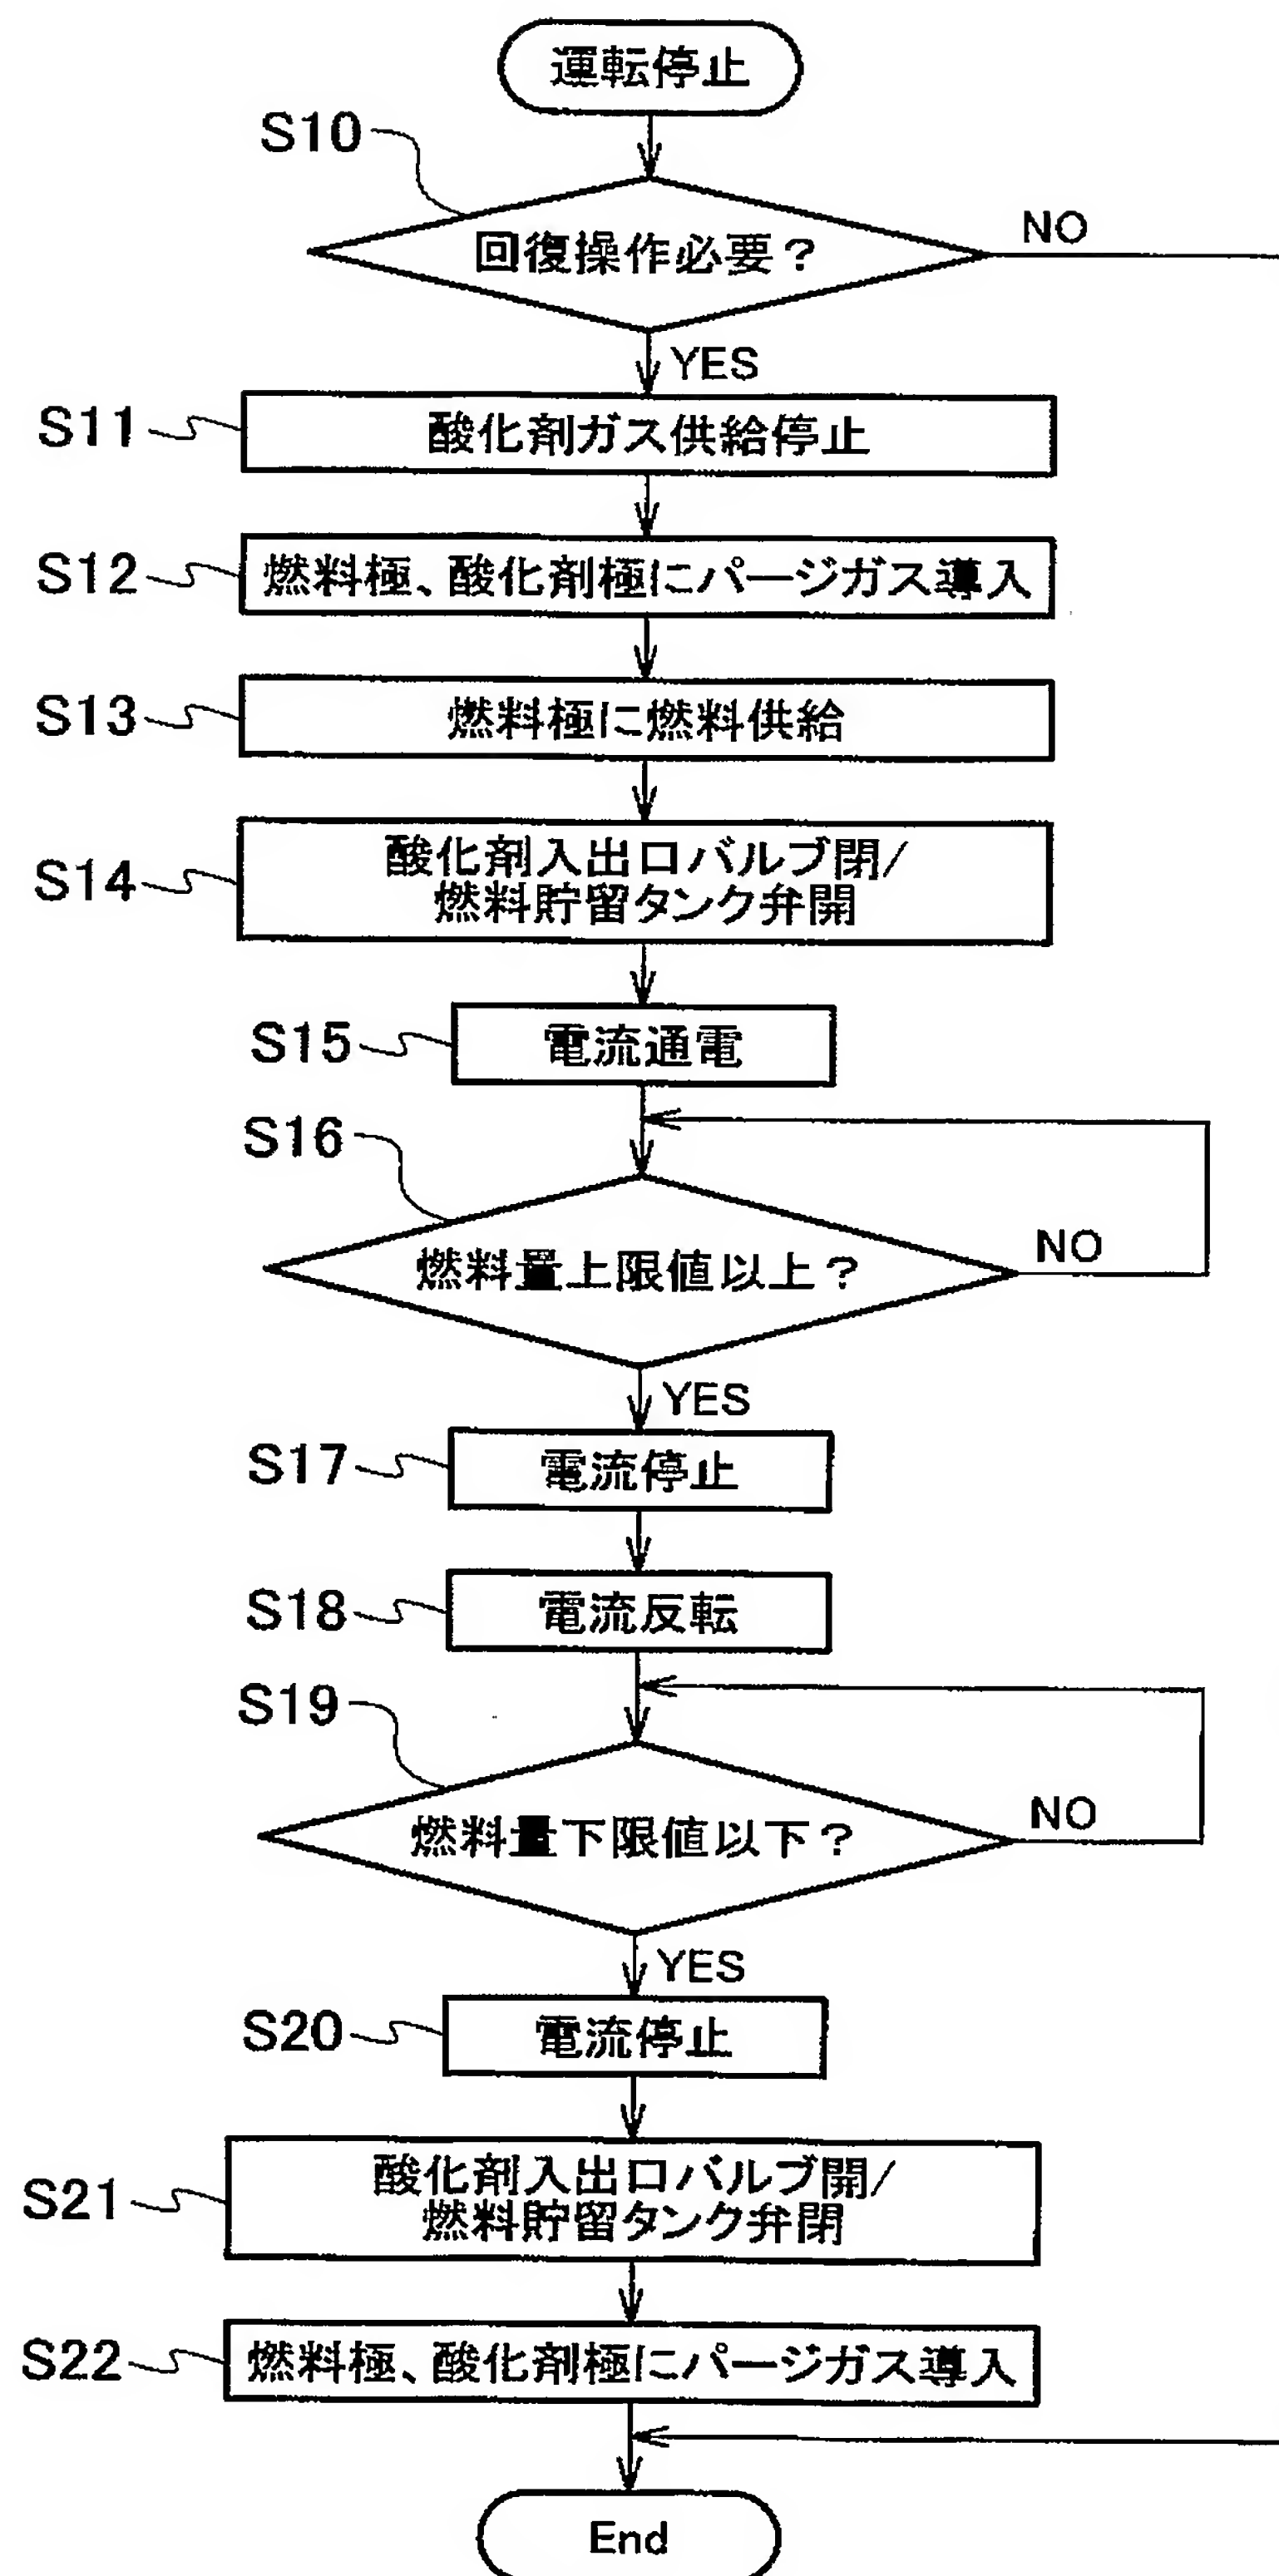 運転停止
S10
回復操作必要？
NO
YES
S11
酸化剤ガス供給停止
S12
燃料極、酸化剤極にパージガス導入
S13
燃料極に燃料供給
S14
酸化剤入出口バルブ閉/
燃料貯留タンク弁開
S15
電流通電
S16
燃料量上限値以上？
NO
YES
S17
電流停止
S18
電流反転
S19
燃料量下限値以下？
NO
YES
S20
電流停止
S21
酸化剤入出口バルブ開/
燃料貯留タンク弁閉
S22
燃料極、酸化剤極にパージガス導入
End